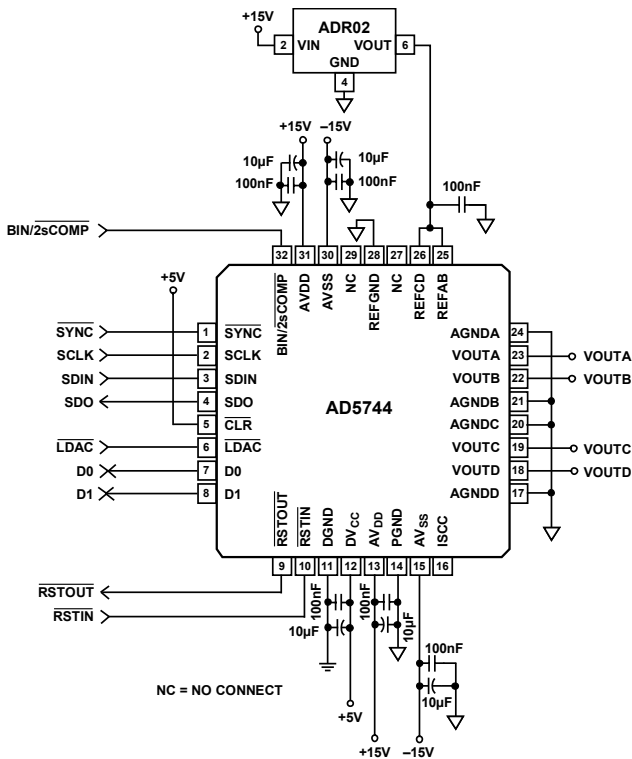 ADR02
+15V
2 VIN VOUT 6
GND
4
+15V –15V
10µF 10µF
100nF 100nF
100nF
BIN/2sCOMP
32 31 30 29 28 27 26 25
BIN/2sCOMP AVDD AVSS NC REFGND NC REFCD REFAB
+5V
SYNC 1 SYNC
SCLK 2 SCLK
SDIN 3 SDIN
SDO 4 SDO
5 CLR
LDAC 6 LDAC
D0 7 D0
D1 8 D1
AD5744
AGNDA 24
VOUTA 23 VOUTA
VOUTB 22 VOUTB
AGNDB 21
AGNDC 20
VOUTC 19 VOUTC
VOUTD 18 VOUTD
AGNDD 17
RSTOUT RSTIN DGND DVCC AVDD PGND AVSS ISCC
9 10 11 12 13 14 15 16
RSTOUT
RSTIN
100nF 100nF
10µF 10µF
100nF
10µF
NC = NO CONNECT
+5V
+15V –15V